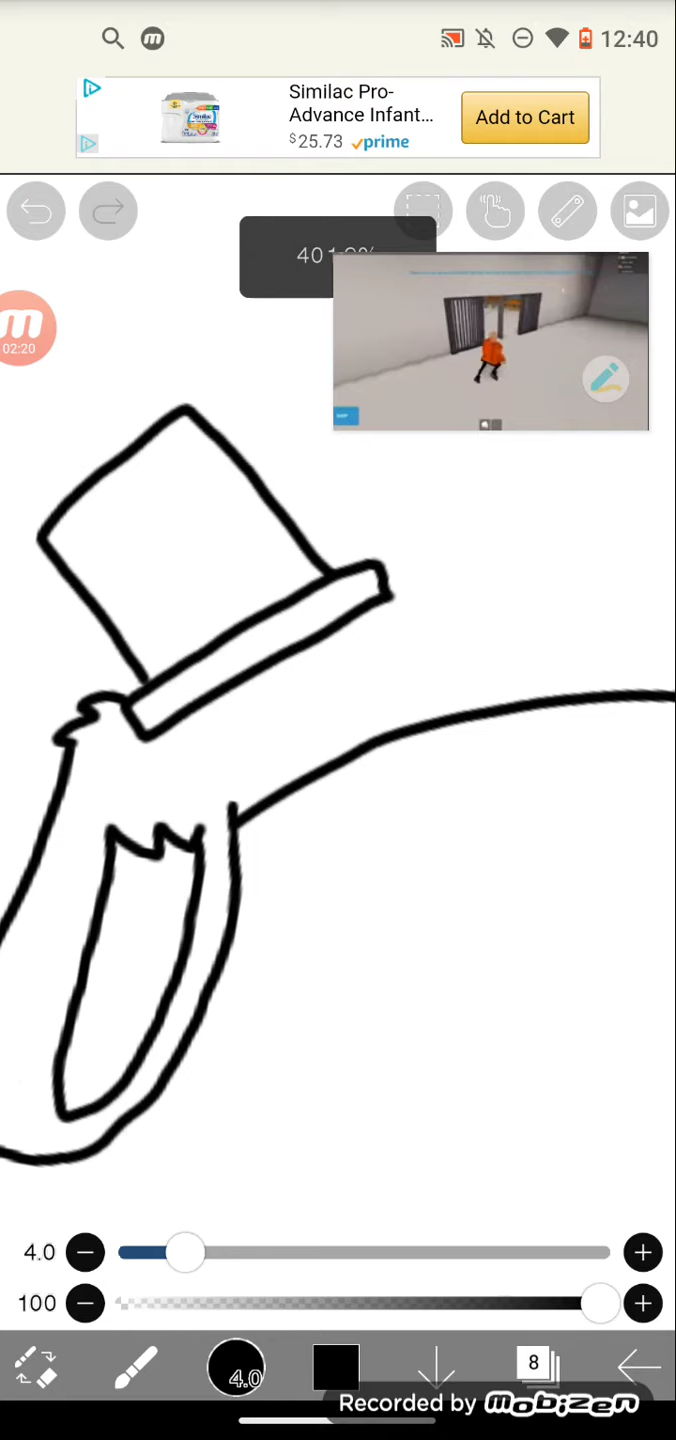 12:40
Similac Pro-
Advance Infant...
$25.73 prime
Add to Cart
02:20
4.0
100
4.0
8
Recorded by mobizen